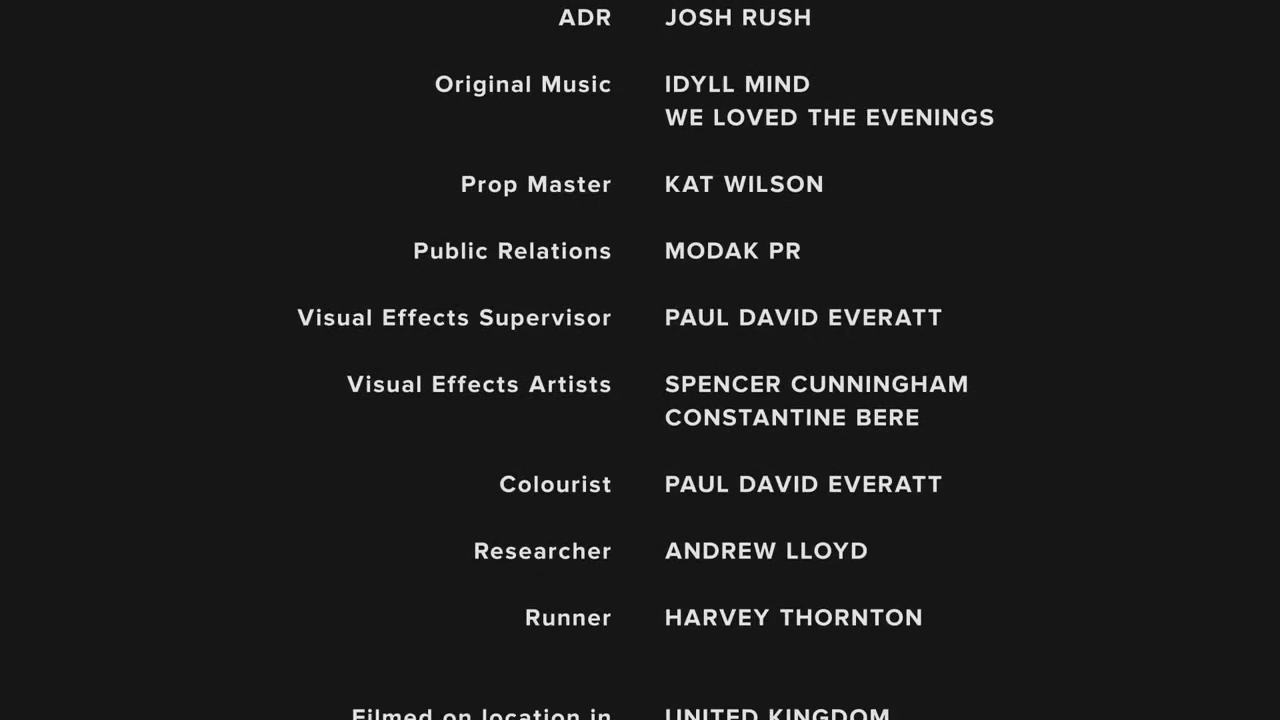 ADR JOSH RUSH
Original Music IDYLL MIND
WE LOVED THE EVENINGS
Prop Master KAT WILSON
Public Relations MODAK PR
Visual Effects Supervisor PAUL DAVID EVERATT
Visual Effects Artists SPENCER CUNNINGHAM
CONSTANTINE BERE
Colourist PAUL DAVID EVERATT
Researcher ANDREW LLOYD
Runner HARVEY THORNTON
Filmed on location in UNITED KINGDOM